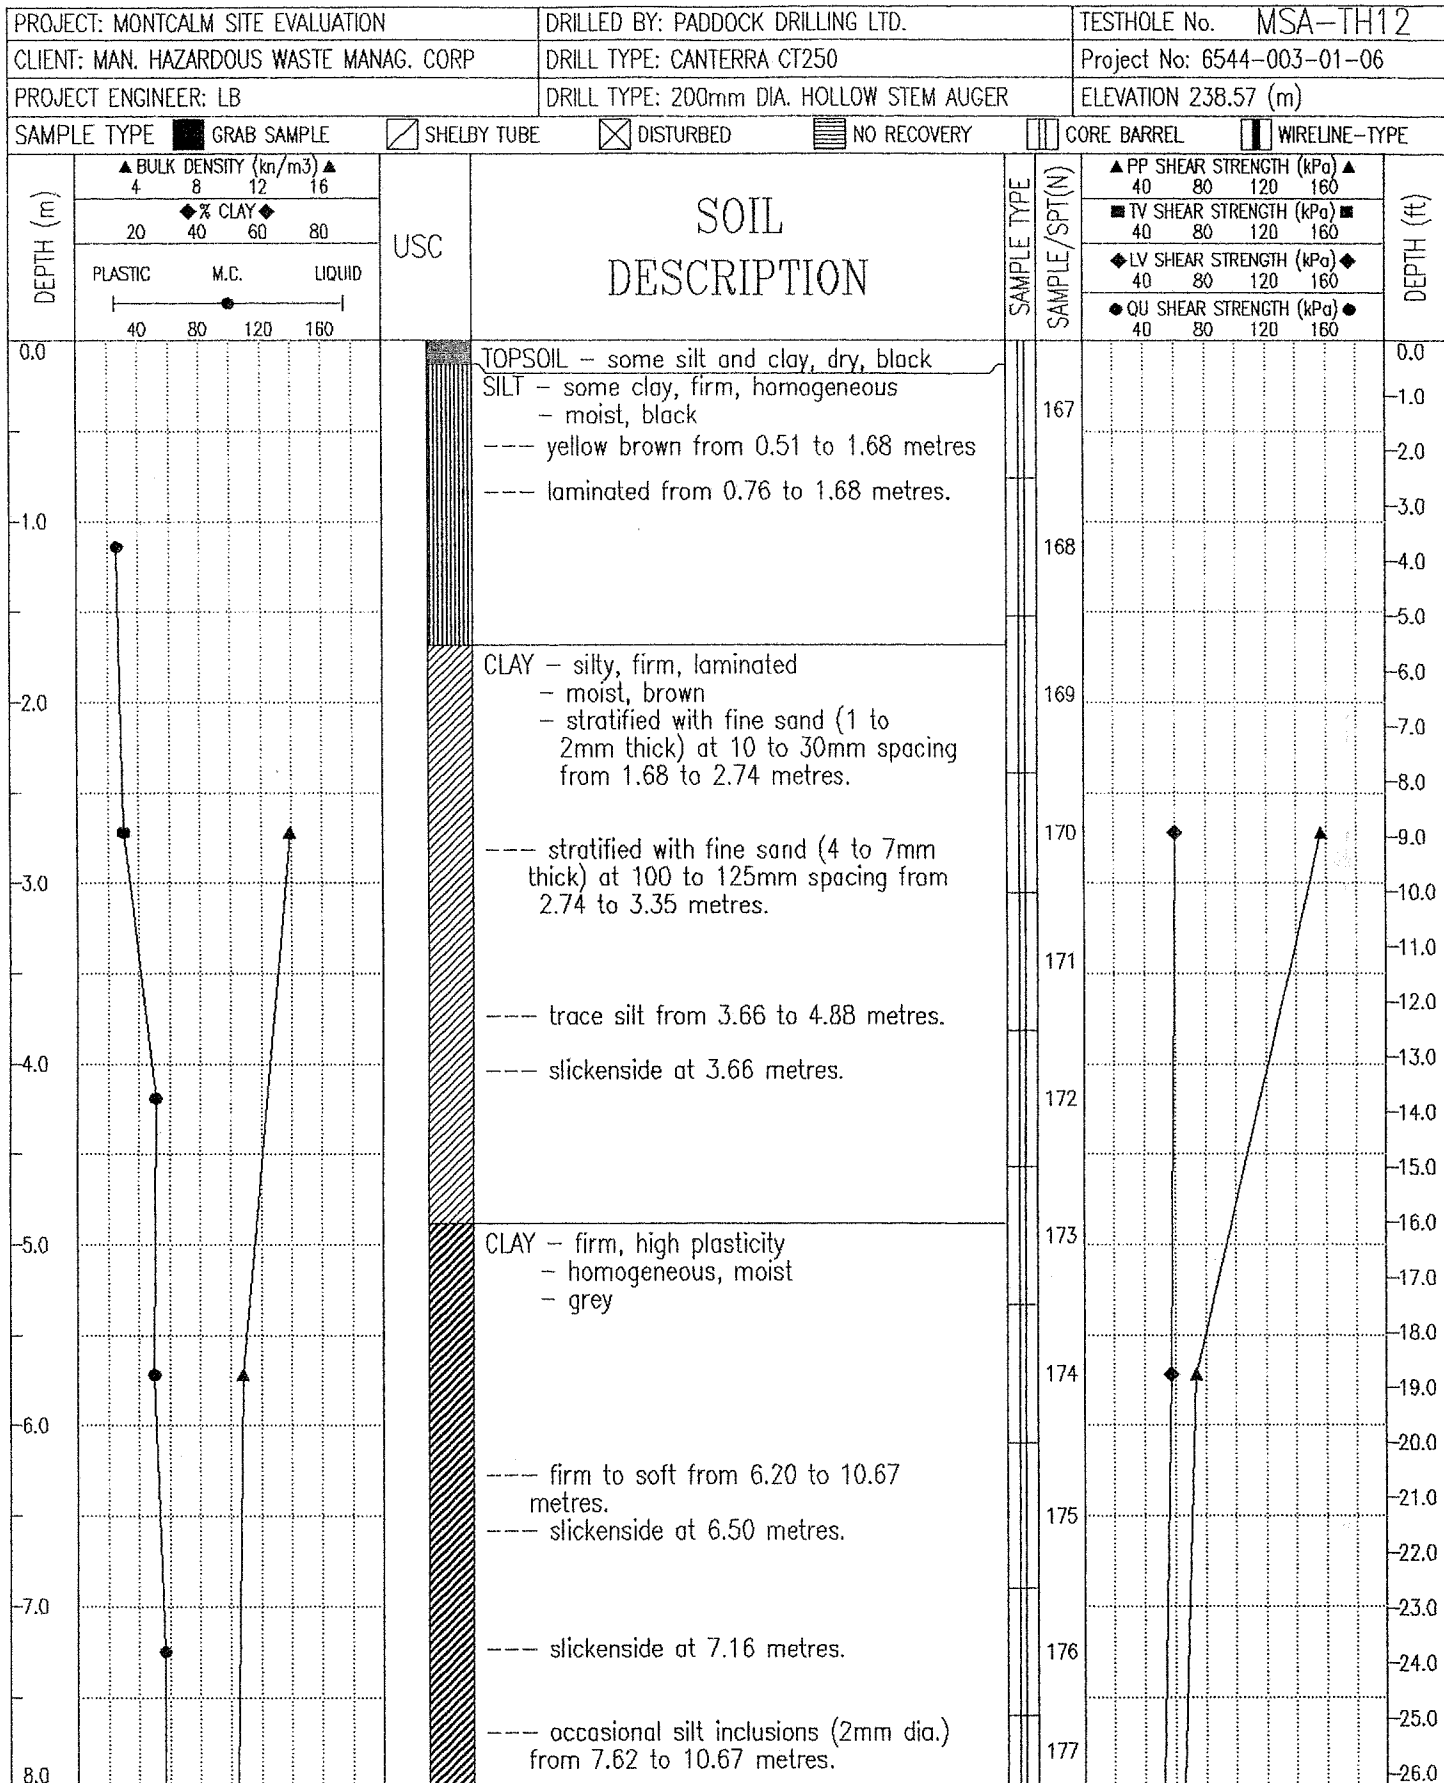 PROJECT: MONTCALM SITE EVALUATION
DRILLED BY: PADDOCK DRILLING LTD.
TESTHOLE No. MSA-TH12
CLIENT: MAN. HAZARDOUS WASTE MANAG. CORP
DRILL TYPE: CANTERRA CT250
Project No: 6544-003-01-06
PROJECT ENGINEER: LB
DRILL TYPE: 200mm DIA. HOLLOW STEM AUGER
ELEVATION 238.57 (m)
SAMPLE TYPE GRAB SAMPLE SHELBY TUBE DISTURBED NO RECOVERY CORE BARREL WIRELINE-TYPE
DEPTH (m)
▲ BULK DENSITY (kn/m3) ▲
4 8 12 16
◆ % CLAY ◆
20 40 60 80
PLASTIC M.C. LIQUID
40 80 120 160
USC
SOIL
DESCRIPTION
SAMPLE TYPE
SAMPLE/SPT(N)
▲ PP SHEAR STRENGTH (kPa) ▲
40 80 120 160
■ TV SHEAR STRENGTH (kPa) ■
40 80 120 160
◆ LV SHEAR STRENGTH (kPa) ◆
40 80 120 160
● QU SHEAR STRENGTH (kPa) ●
40 80 120 160
DEPTH (ft)
0.0
-1.0
-2.0
-3.0
-4.0
-5.0
-6.0
-7.0
8.0
TOPSOIL - some silt and clay, dry, black
SILT - some clay, firm, homogeneous
- moist, black
--- yellow brown from 0.51 to 1.68 metres
--- laminated from 0.76 to 1.68 metres.
CLAY - silty, firm, laminated
- moist, brown
- stratified with fine sand (1 to
2mm thick) at 10 to 30mm spacing
from 1.68 to 2.74 metres.
--- stratified with fine sand (4 to 7mm
thick) at 100 to 125mm spacing from
2.74 to 3.35 metres.
--- trace silt from 3.66 to 4.88 metres.
--- slickenside at 3.66 metres.
CLAY - firm, high plasticity
- homogeneous, moist
- grey
--- firm to soft from 6.20 to 10.67
metres.
--- slickenside at 6.50 metres.
--- slickenside at 7.16 metres.
--- occasional silt inclusions (2mm dia.)
from 7.62 to 10.67 metres.
167
168
169
170
171
172
173
174
175
176
177
0.0
-1.0
-2.0
-3.0
-4.0
-5.0
-6.0
-7.0
-8.0
-9.0
-10.0
-11.0
-12.0
-13.0
-14.0
-15.0
-16.0
-17.0
-18.0
-19.0
-20.0
-21.0
-22.0
-23.0
-24.0
-25.0
-26.0